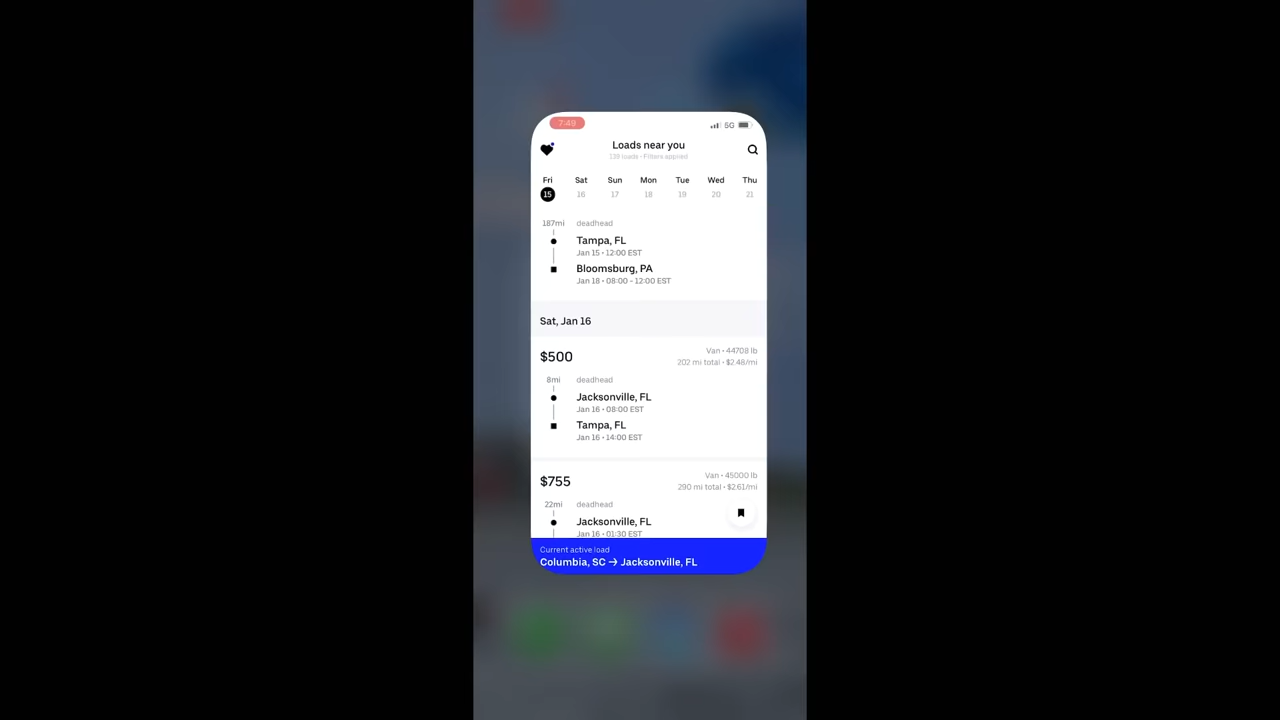 7:49
5G
Loads near you
139 loads • Filters applied
Fri Sat Sun Mon Tue Wed Thu
15 16 17 18 19 20 21
187mi deadhead
Tampa, FL
Jan 15 • 12:00 EST
Bloomsburg, PA
Jan 18 • 08:00 - 12:00 EST
Sat, Jan 16
$500
Van • 44708 lb
202 mi total • $2.48/mi
8mi deadhead
Jacksonville, FL
Jan 16 • 08:00 EST
Tampa, FL
Jan 16 • 14:00 EST
$755
Van • 45000 lb
290 mi total • $2.61/mi
22mi deadhead
Jacksonville, FL
Jan 16 • 01:30 EST
Current active load
Columbia, SC → Jacksonville, FL